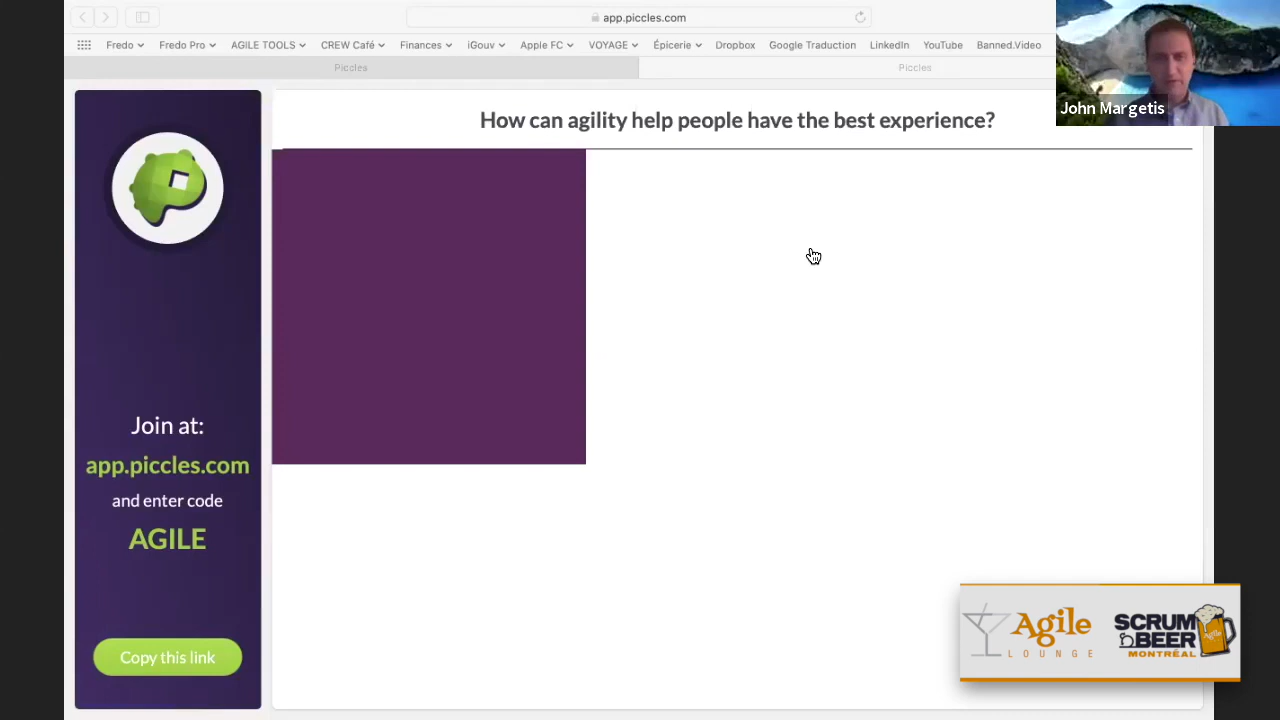 app.piccles.com
Fredo Fredo Pro AGILE TOOLS CREW Café Finances iGouv Apple FC VOYAGE Épicerie Dropbox Google Traduction LinkedIn YouTube Banned.Video
Piccles Piccles
John Margetis
How can agility help people have the best experience?
Join at:
app.piccles.com
and enter code
AGILE
Copy this link
Agile
LOUNGE
SCRUM
n BEER
MONTRÉAL
Agile